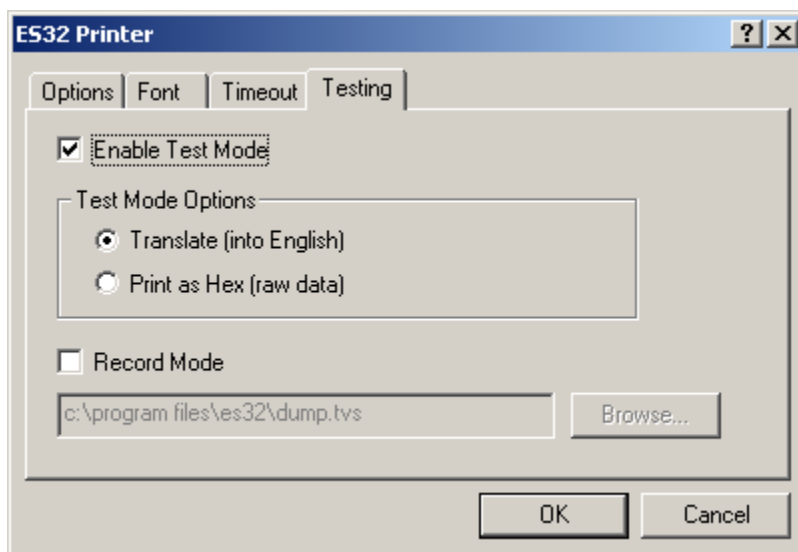 ES32 Printer
Options Font Timeout Testing
Enable Test Mode
Test Mode Options
Translate (into English)
Print as Hex (raw data)
Record Mode
c:\program files\es32\dump.tvs Browse...
OK Cancel